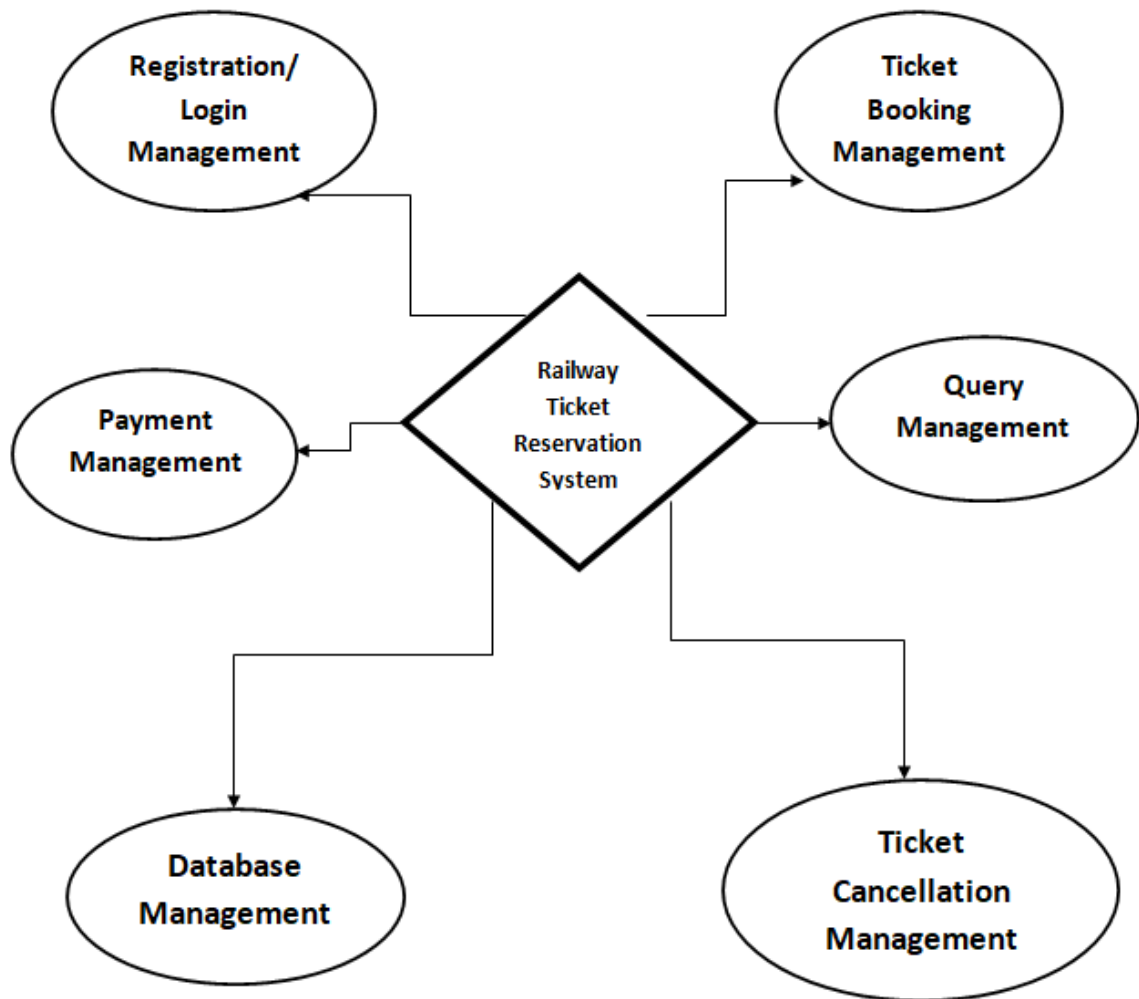 Registration/
Login
Management
Ticket
Booking
Management
Railway
Ticket
Reservation
System
Payment
Management
Query
Management
Database
Management
Ticket
Cancellation
Management